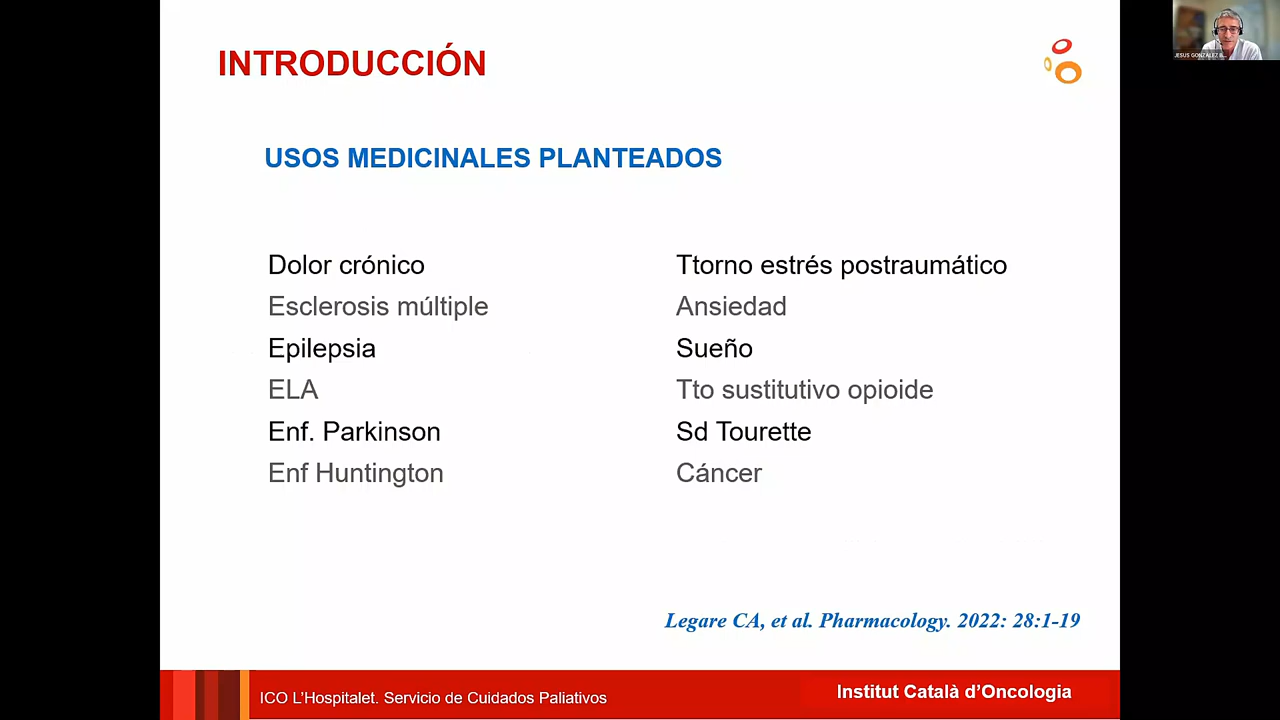 INTRODUCCIÓN
USOS MEDICINALES PLANTEADOS
Dolor crónico
Esclerosis múltiple
Epilepsia
ELA
Enf. Parkinson
Enf Huntington
Ttorno estrés postraumático
Ansiedad
Sueño
Tto sustitutivo opioide
Sd Tourette
Cáncer
Legare CA, et al. Pharmacology. 2022: 28:1-19
ICO L'Hospitalet. Servicio de Cuidados Paliativos
Institut Català d'Oncologia
JESUS GONZALEZ B...